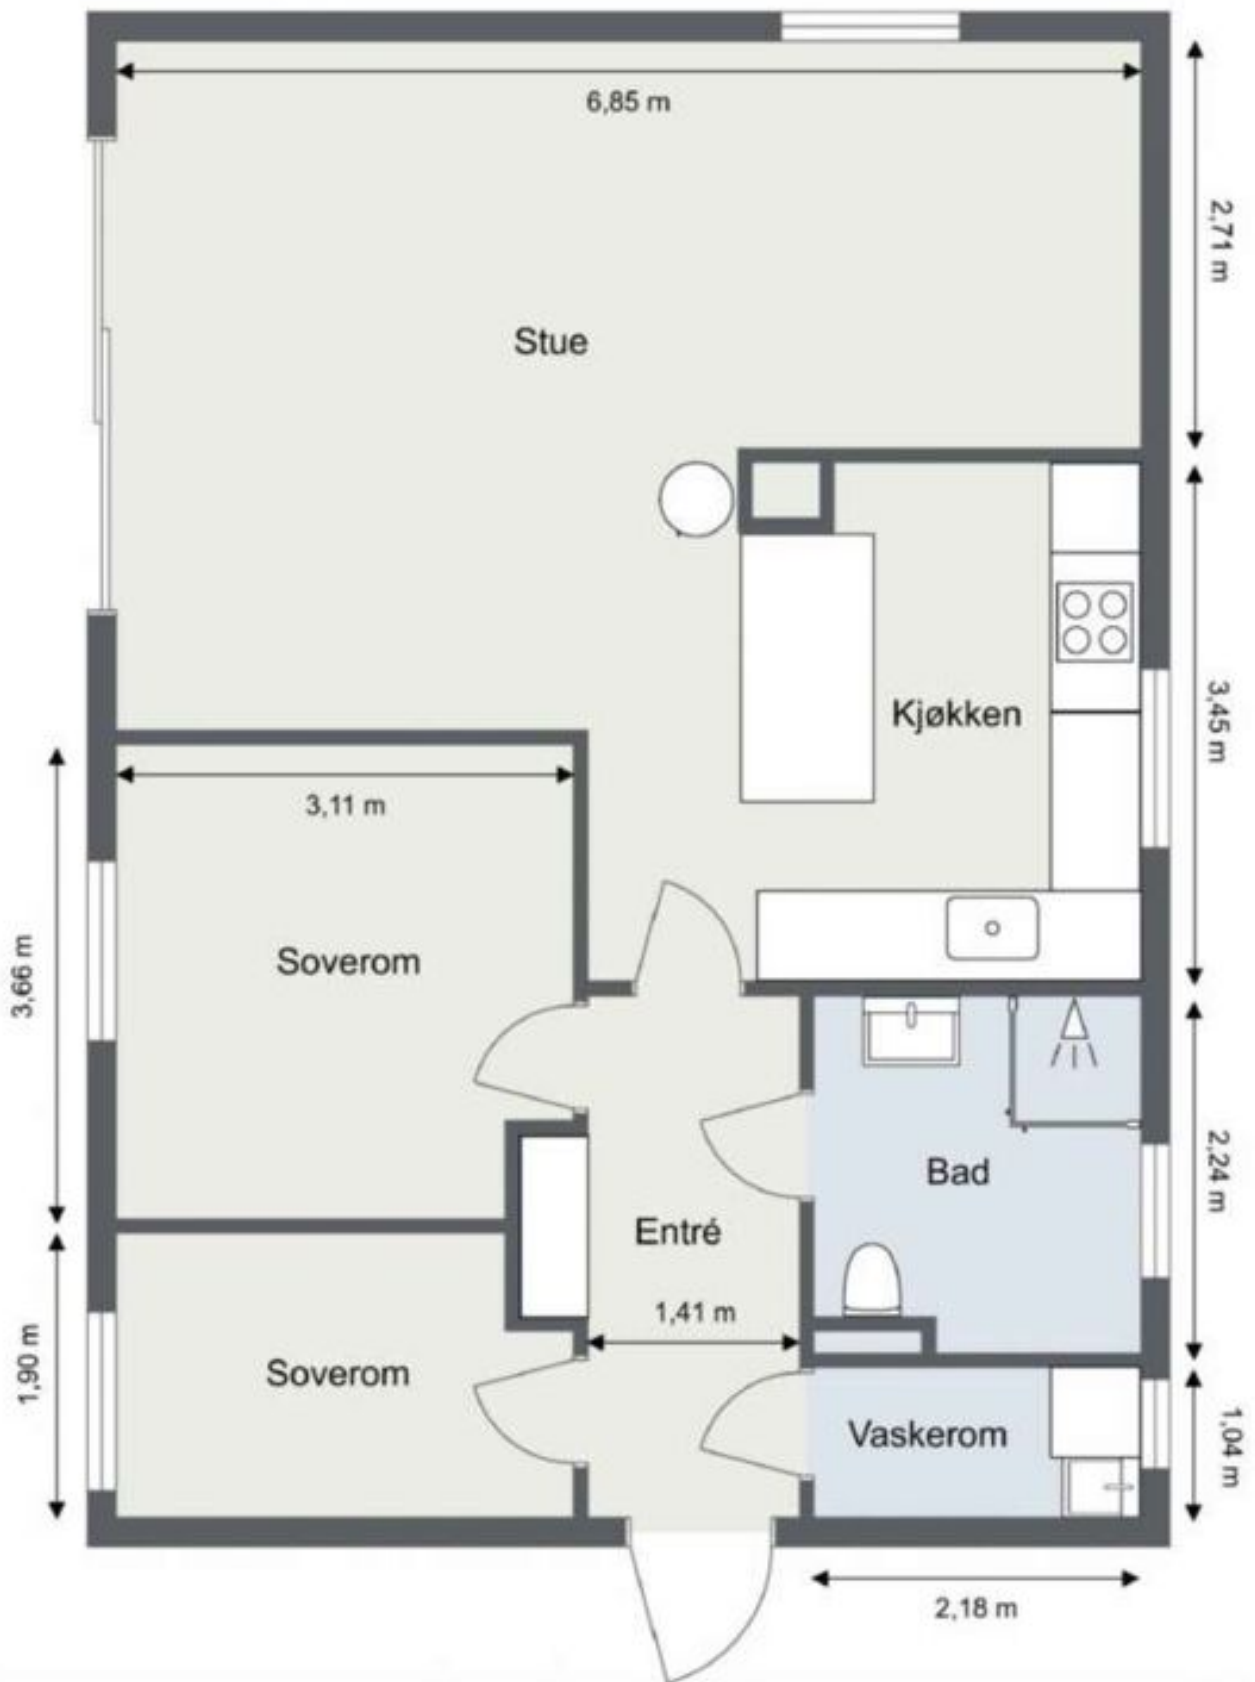 6,85 m
2,71 m
Stue
3,45 m
Kjøkken
3,11 m
3,66 m
Soverom
2,24 m
Bad
Entré
1,41 m
1,90 m
Soverom
Vaskerom
1,04 m
2,18 m